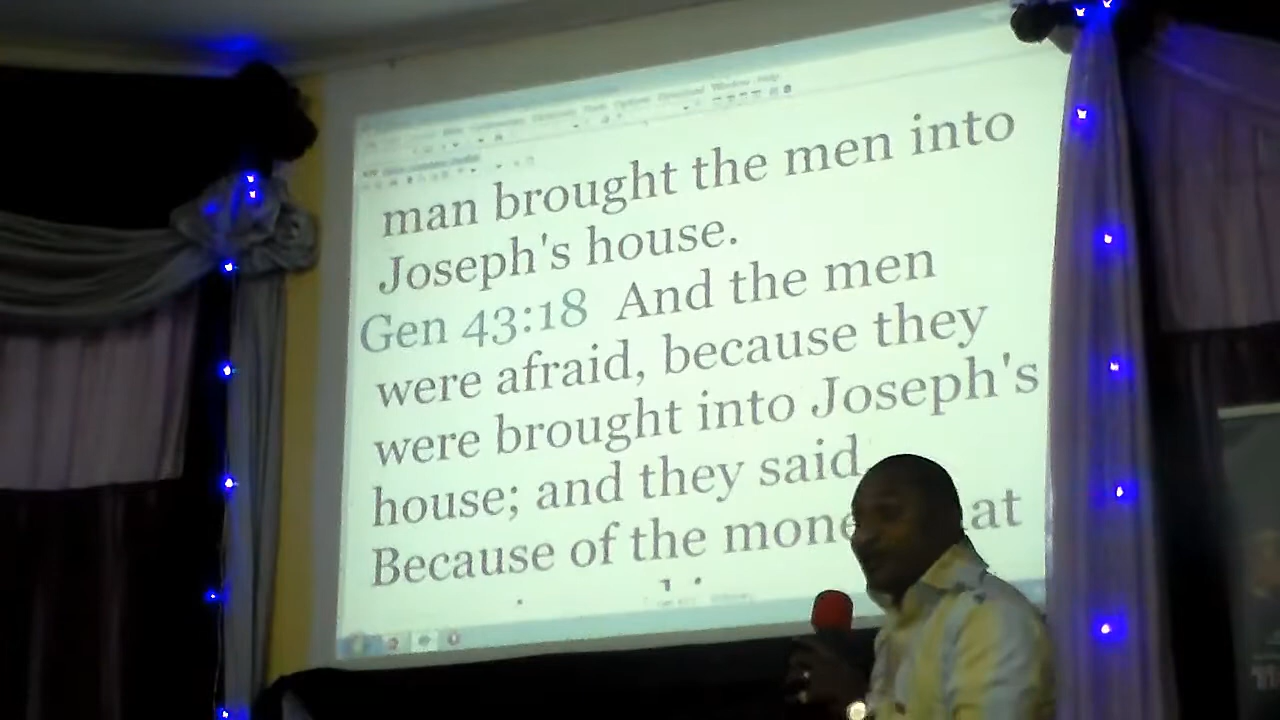 man brought the men into
Joseph's house.
Gen 43:18 And the men
were afraid, because they
were brought into Joseph's
house; and they said
Because of the mone at